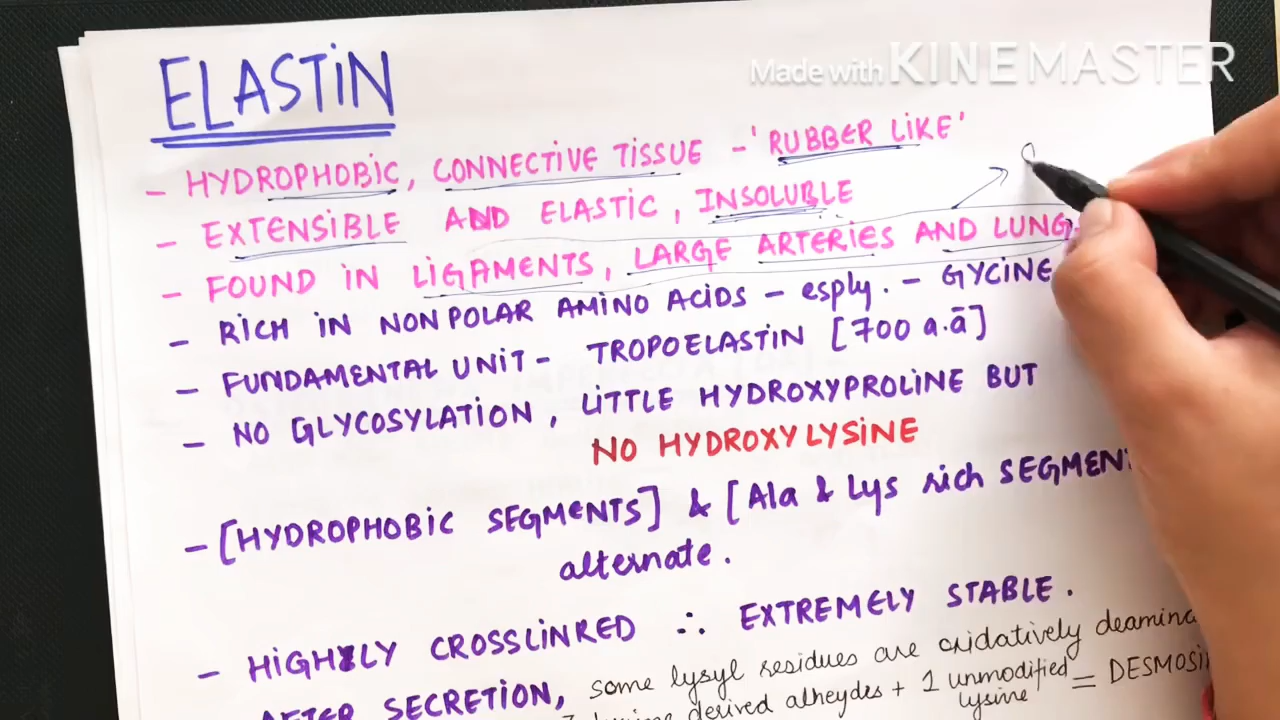 Made with KINEMASTER
ELASTiN
- HYDROPHOBiC, CONNECTiVE TiSSUE - 'RUBBER LiKE'
- EXTENSiBLE AND ELASTiC, INSOLUBLE
- FOUND iN LiGAMENTS, LARGE ARTERiES AND LUNG
- RiCH iN NONPOLAR AMiNO ACiDS - esply. - GYCINE
- FUNDAMENTAL UNiT - TROPOELASTiN [700 a.ā]
- NO GLYCOSYLATiON, LiTTLE HYDROXYPROLiNE BUT
NO HYDROXYLYSiNE
- [HYDROPHOBiC SEGMENTS] & [Ala & Lys rich SEGMENT
alternate.
- HiGHLY CROSSLiNRED ∴ EXTREMELY STABLE.
AFTER SECRETiON, some lysyl residues are oxidatively deamina
derived alheydes + 1 unmodified lysine = DESMOSi